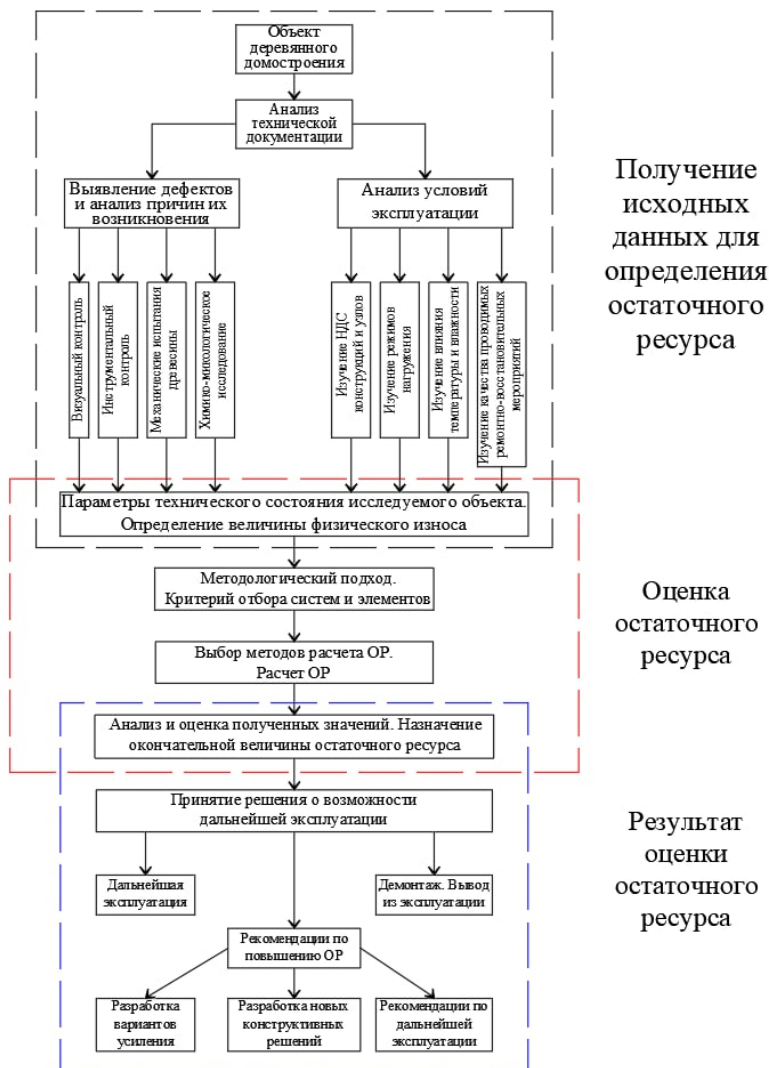 Объект
деревянного
домостроения
Анализ
технической
документации
Выявление дефектов
и анализ причин их
возникновения
Анализ условий
эксплуатации
Визуальный контроль
Инструментальный
контроль
Механические испытания
древесины
Химико-микологическое
исследование
Изучение НДС
конструкций и узлов
Изучение режимов
нагружения
Изучение влияния
температуры и влажности
Изучение качества проводимых
ремонтно-восстановительных
мероприятий
Получение
исходных
данных для
определения
остаточного
ресурса
Параметры технического состояния исследуемого объекта.
Определение величины физического износа
Методологический подход.
Критерий отбора систем и элементов
Выбор методов расчета ОР.
Расчет ОР
Оценка
остаточного
ресурса
Анализ и оценка полученных значений. Назначение
окончательной величины остаточного ресурса
Принятие решения о возможности
дальнейшей эксплуатации
Дальнейшая
эксплуатация
Демонтаж. Вывод
из эксплуатации
Рекомендации по
повышению ОР
Разработка
вариантов
усиления
Разработка новых
конструктивных
решений
Рекомендации по
дальнейшей
эксплуатации
Результат
оценки
остаточного
ресурса